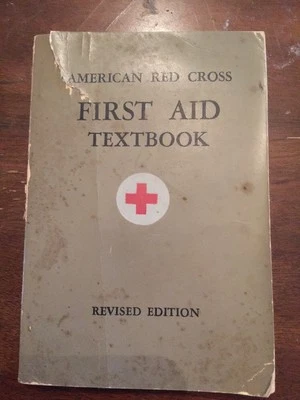 AMERICAN RED CROSS
FIRST AID
TEXTBOOK
REVISED EDITION